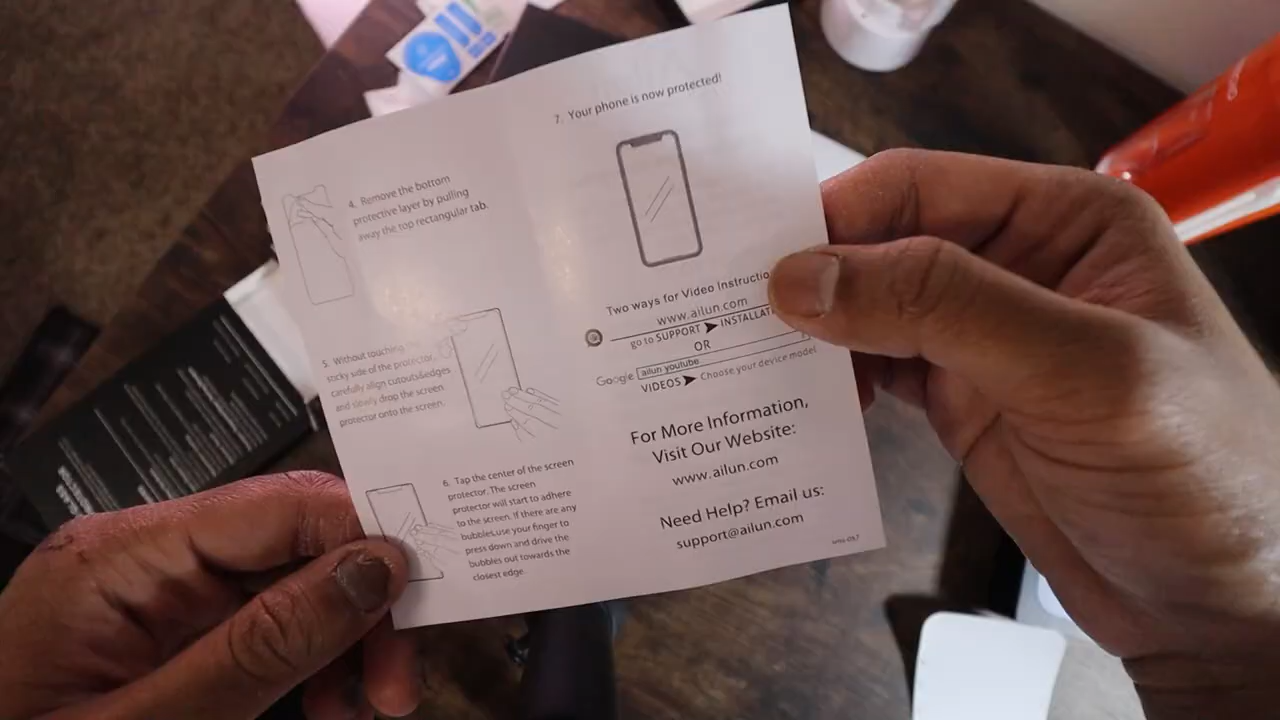 4. Remove the bottom
protective layer by pulling
away the top rectangular tab.
5. Without touching
sticky side of the protector,
carefully align cutouts&edges
and slowly drop the screen
protector onto the screen.
6. Tap the center of the screen
protector. The screen
protector will start to adhere
to the screen. If there are any
bubbles,use your finger to
press down and drive the
bubbles out towards the
closest edge.
7. Your phone is now protected!
Two ways for Video Instructio
www.ailun.com
go to SUPPORT INSTALLAT
OR
Google ailun youtube
VIDEOS Choose your device model
For More Information,
Visit Our Website:
www.ailun.com
Need Help? Email us:
support@ailun.com